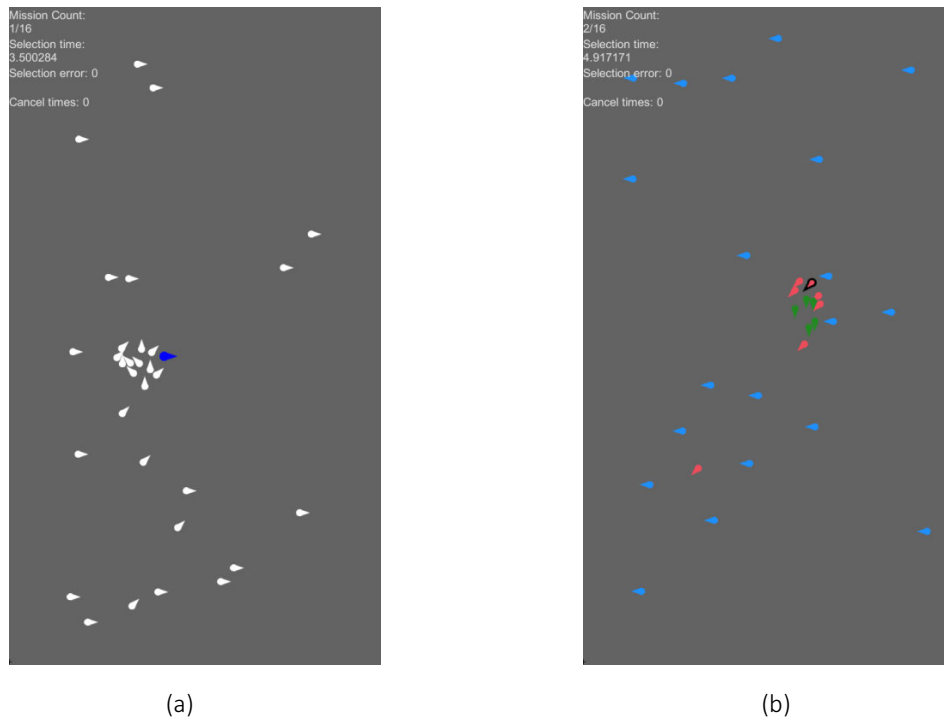 Mission Count:
1/16
Selection time:
3.500284
Selection error: 0
Cancel times: 0
Mission Count:
2/16
Selection time:
4.917171
Selection error: 0
Cancel times: 0
(a)
(b)